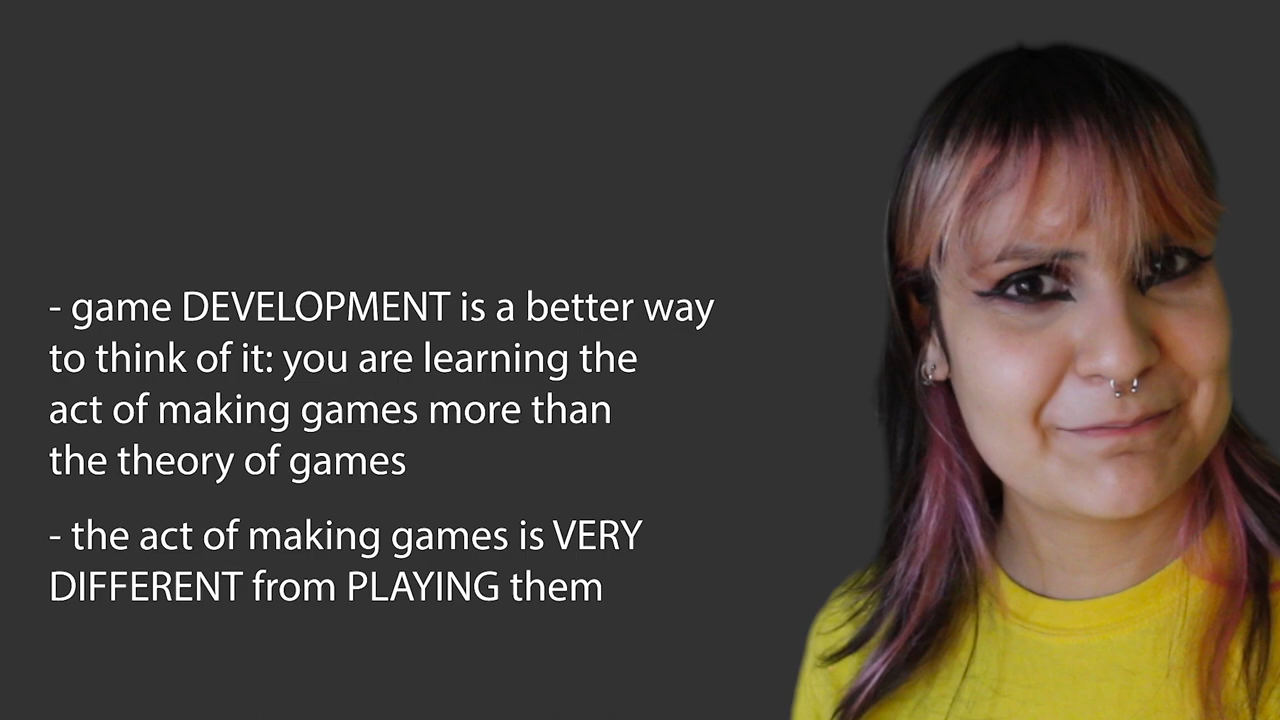 - game DEVELOPMENT is a better way
to think of it: you are learning the
act of making games more than
the theory of games
- the act of making games is VERY
DIFFERENT from PLAYING them